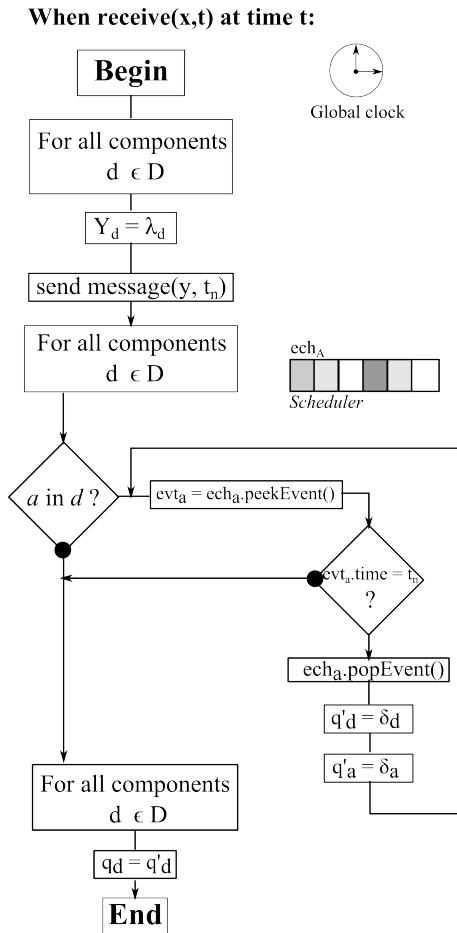 When receive(x,t) at time t:
Begin
Global clock
For all components
d ϵ D
Y_d = λ_d
send message(y, t_n)
For all components
d ϵ D
ech_A
Scheduler
a in d ?
evt_a = ech_a.peekEvent()
evt_a.time = t_n
?
ech_a.popEvent()
q'_d = δ_d
q'_a = δ_a
For all components
d ϵ D
q_d = q'_d
End